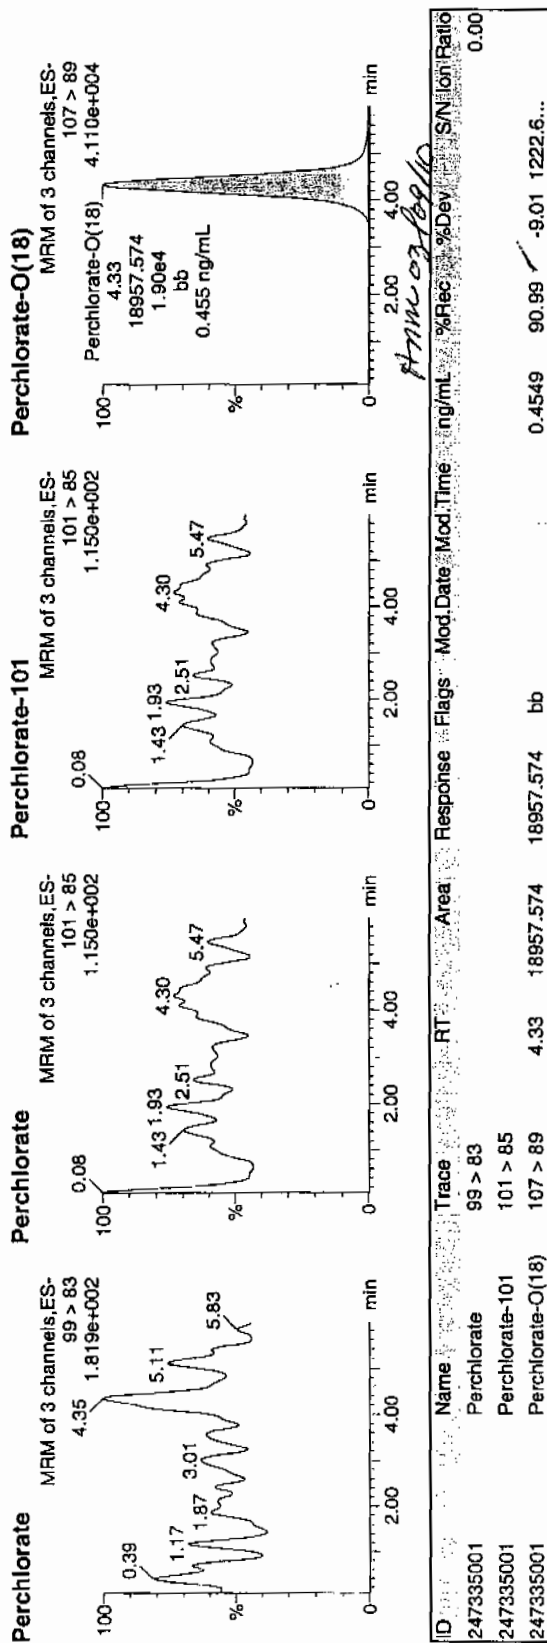 Perchlorate
MRM of 3 channels,ES-
99 > 83
1.819e+002
100
%
0
0.39
1.17
1.87
3.01
4.35
5.11
5.83
2.00
4.00
min
Perchlorate
MRM of 3 channels,ES-
101 > 85
1.150e+002
100
%
0
0.08
1.43
1.93
2.51
4.30
5.47
2.00
4.00
min
Perchlorate-101
MRM of 3 channels,ES-
101 > 85
1.150e+002
100
%
0
0.08
1.43
1.93
2.51
4.30
5.47
2.00
4.00
min
Perchlorate-O(18)
MRM of 3 channels,ES-
107 > 89
4.110e+004
Perchlorate-O(18)
4.33
18957.574
1.90e4
bb
0.455 ng/mL
100
%
0
2.00
4.00
min
ID Name Trace RT Area Response Flags Mod.Date Mod.Time ng/mL %Rec %Dev S/N Ion Ratio
247335001 Perchlorate 99 > 83 0.00
247335001 Perchlorate-101 101 > 85
247335001 Perchlorate-O(18) 107 > 89 4.33 18957.574 18957.574 bb 0.4549 90.99 -9.01 1222.6...